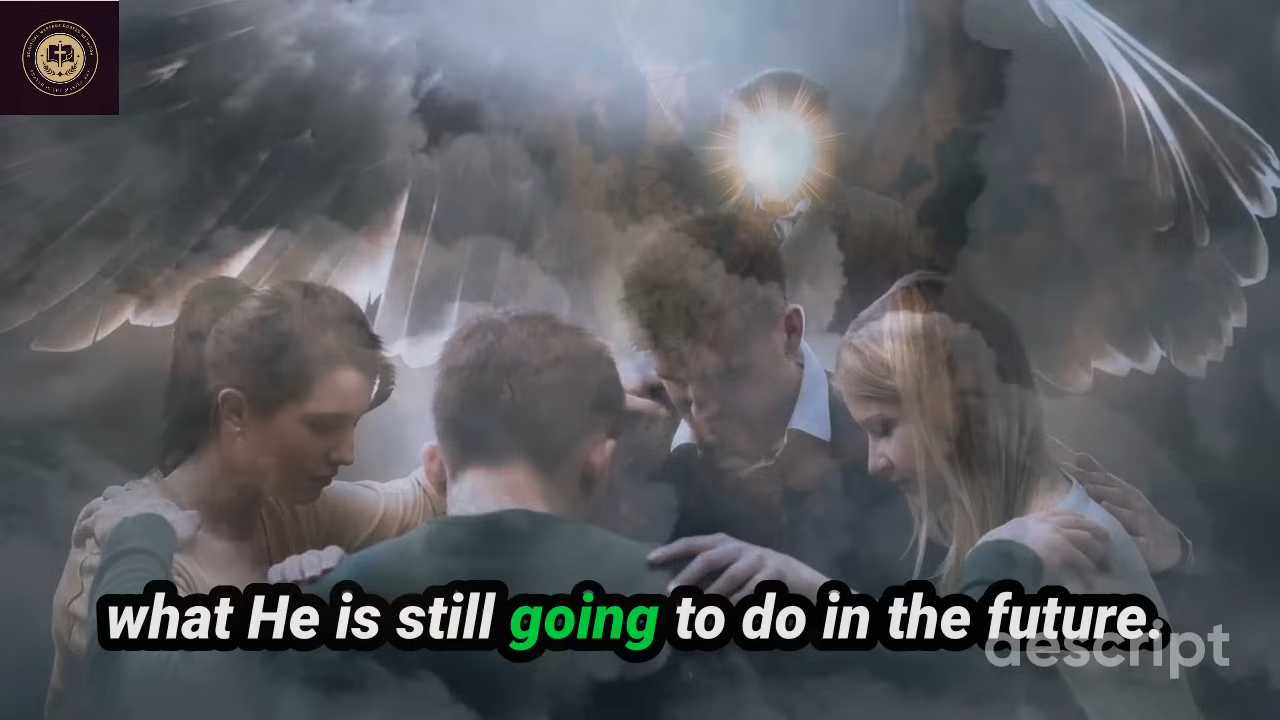 what He is still going to do in the future.
descript